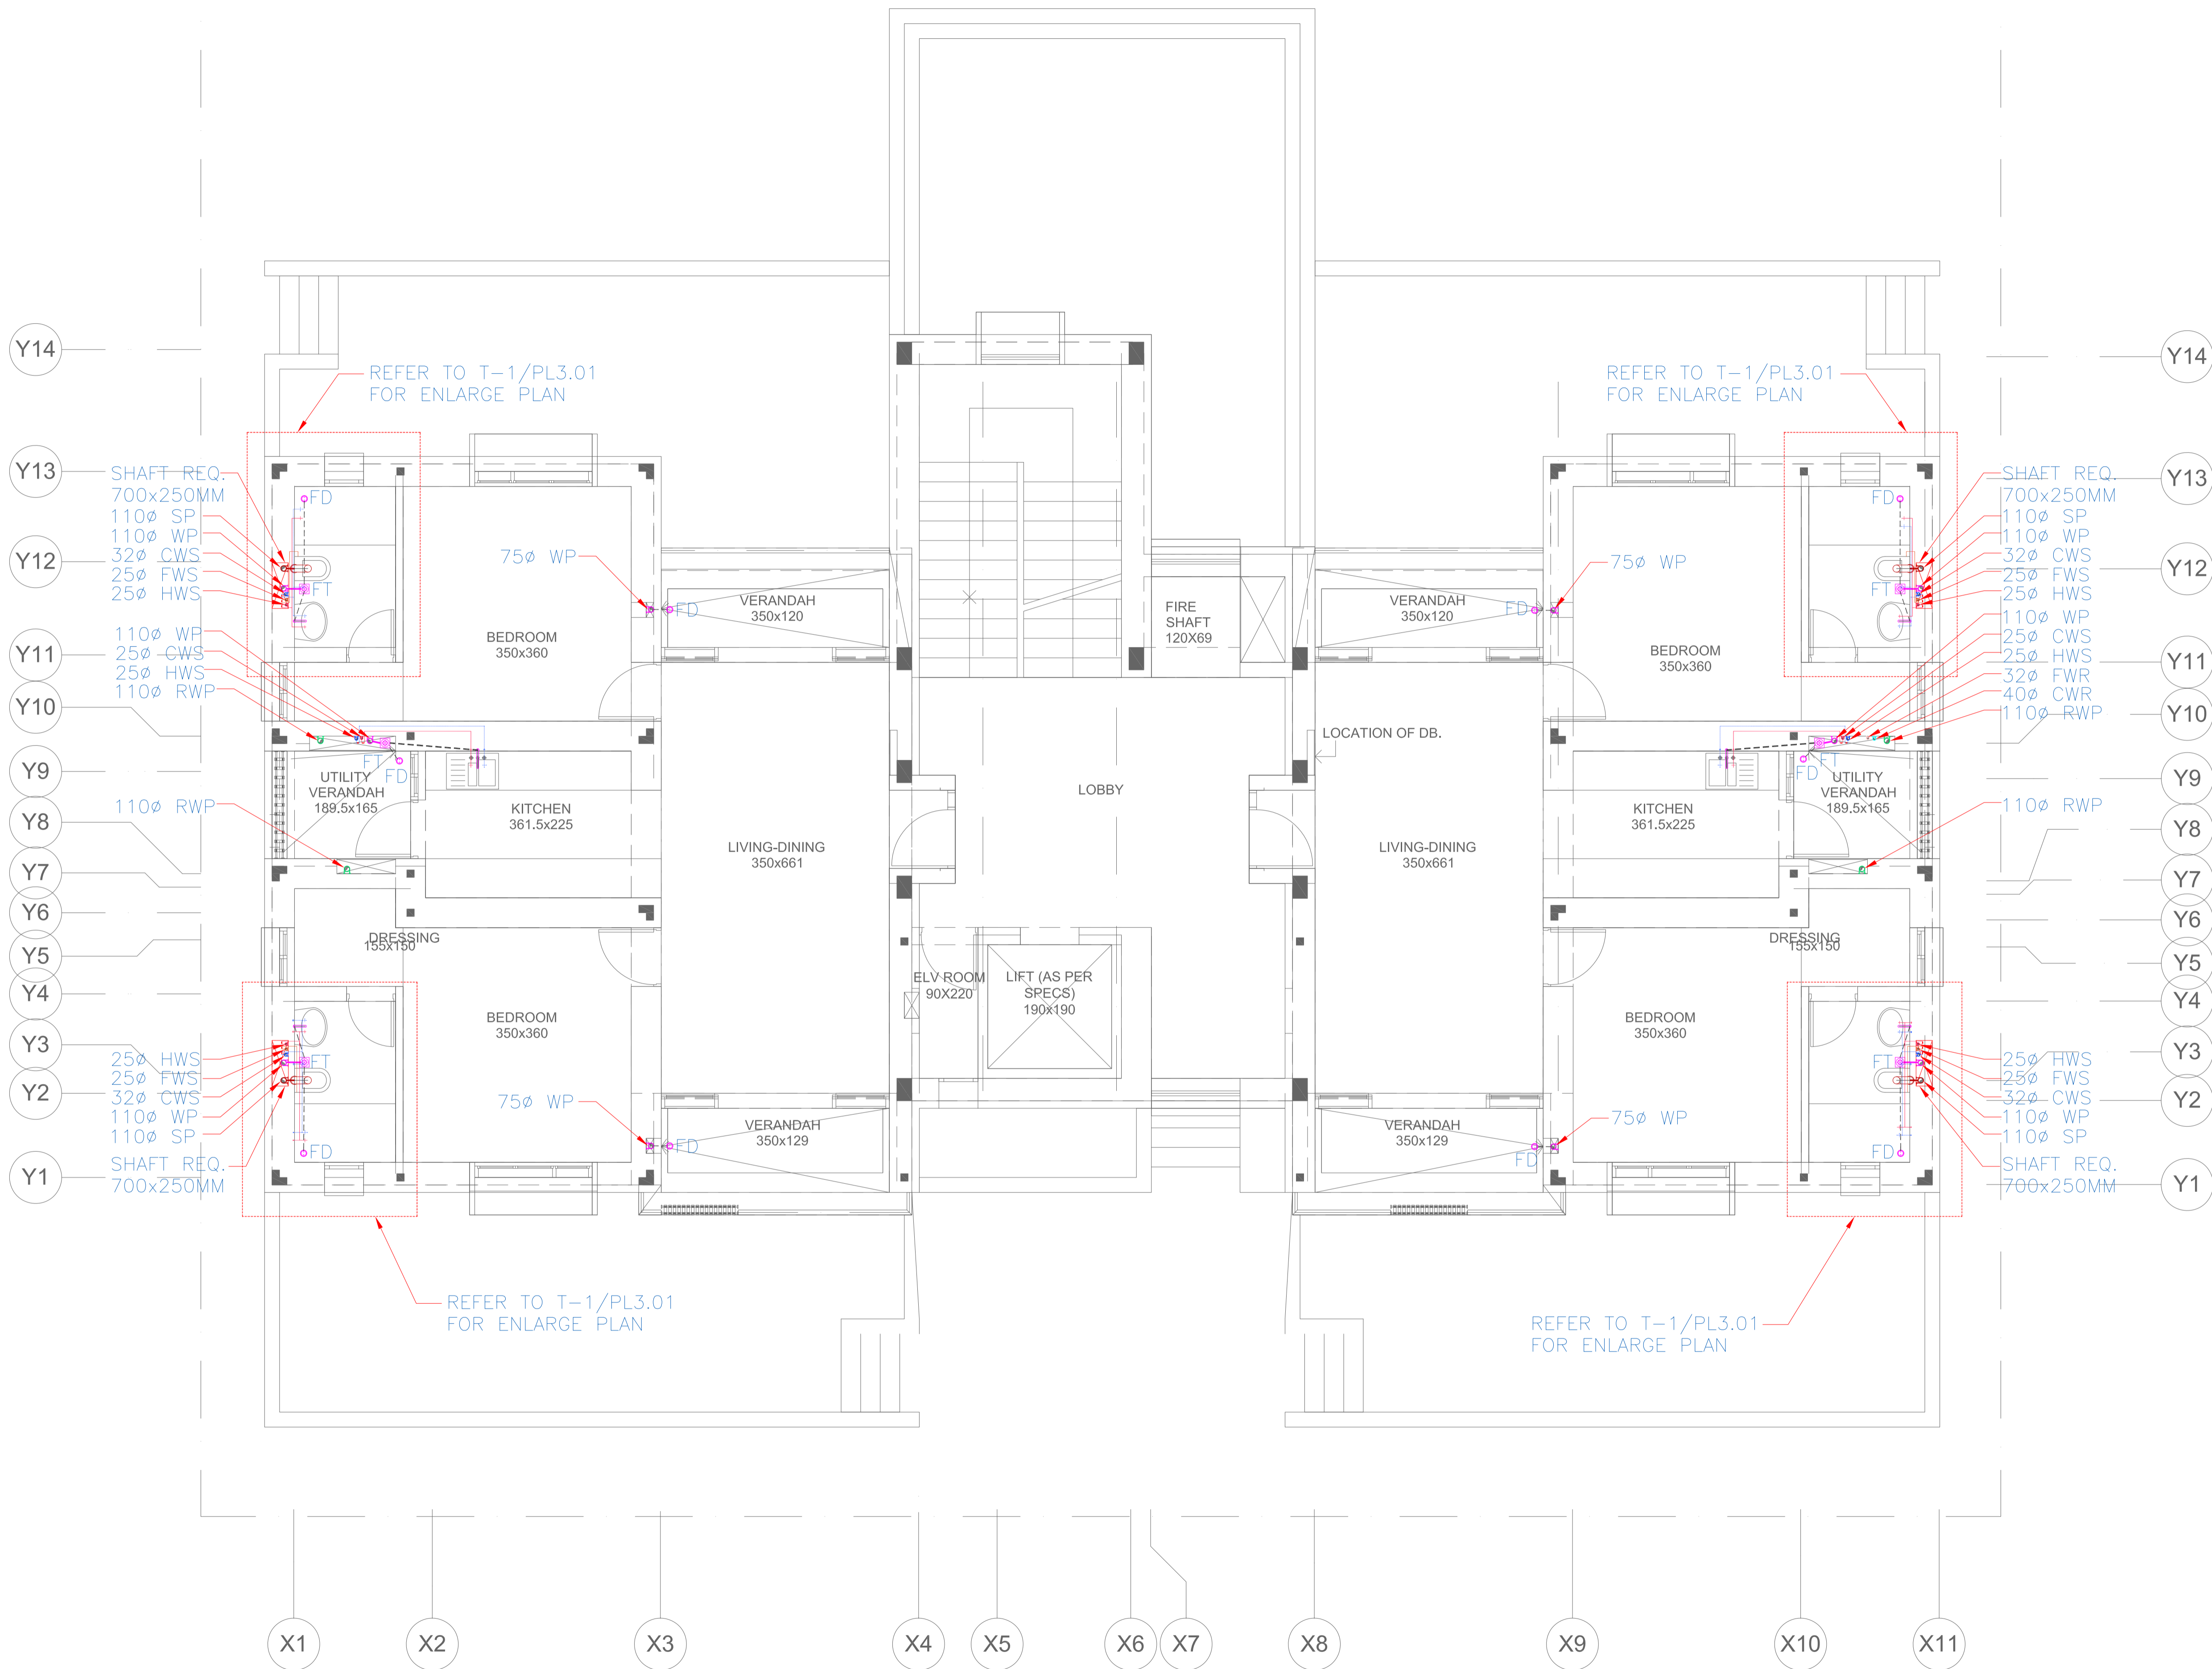 Y14
Y14
REFER TO T-1/PL3.01
FOR ENLARGE PLAN
REFER TO T-1/PL3.01
FOR ENLARGE PLAN
Y13
SHAFT REQ.
700x250MM
110ø SP
110ø WP
32ø CWS
25ø FWS
25ø HWS
Y12
FD
FT
75ø WP
FD
VERANDAH
350x120
BEDROOM
350x360
FIRE
SHAFT
120X69
VERANDAH
350x120
FD
75ø WP
BEDROOM
350x360
FD
FT
SHAFT REQ.
700x250MM
110ø SP
110ø WP
32ø CWS
25ø FWS
25ø HWS
Y13
Y12
Y11
Y10
110ø WP
25ø CWS
25ø HWS
110ø RWP
110ø WP
25ø CWS
25ø HWS
32ø FWR
40ø CWR
110ø RWP
Y11
Y10
LOCATION OF DB.
Y9
Y8
FT
FD
UTILITY
VERANDAH
189.5x165
110ø RWP
KITCHEN
361.5x225
LIVING-DINING
350x661
LOBBY
LIVING-DINING
350x661
KITCHEN
361.5x225
FT
FD
UTILITY
VERANDAH
189.5x165
110ø RWP
Y9
Y8
Y7
Y6
Y5
Y4
Y7
Y6
Y5
Y4
DRESSING
155x150
DRESSING
155x150
ELV ROOM
90X220
LIFT (AS PER
SPECS)
190x190
BEDROOM
350x360
BEDROOM
350x360
Y3
Y2
Y1
25ø HWS
25ø FWS
32ø CWS
110ø WP
110ø SP
SHAFT REQ.
700x250MM
FT
FD
75ø WP
FD
VERANDAH
350x129
VERANDAH
350x129
FD
75ø WP
FT
FD
25ø HWS
25ø FWS
32ø CWS
110ø WP
110ø SP
SHAFT REQ.
700x250MM
Y3
Y2
Y1
REFER TO T-1/PL3.01
FOR ENLARGE PLAN
REFER TO T-1/PL3.01
FOR ENLARGE PLAN
X1
X2
X3
X4
X5
X6
X7
X8
X9
X10
X11